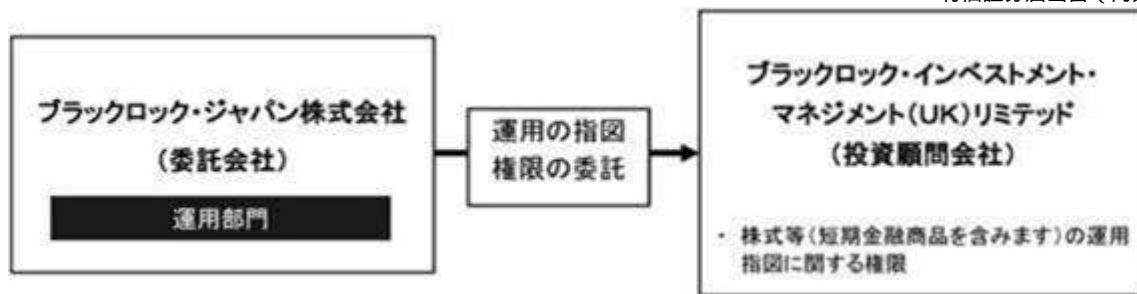 ブラックロック・ジャパン株式会社
(委託会社)
運用部門
運用の指図
権限の委託
ブラックロック・インベストメント・
マネジメント(UK)リミテッド
(投資顧問会社)
・ 株式等(短期金融商品を含みます)の運用
指図に関する権限